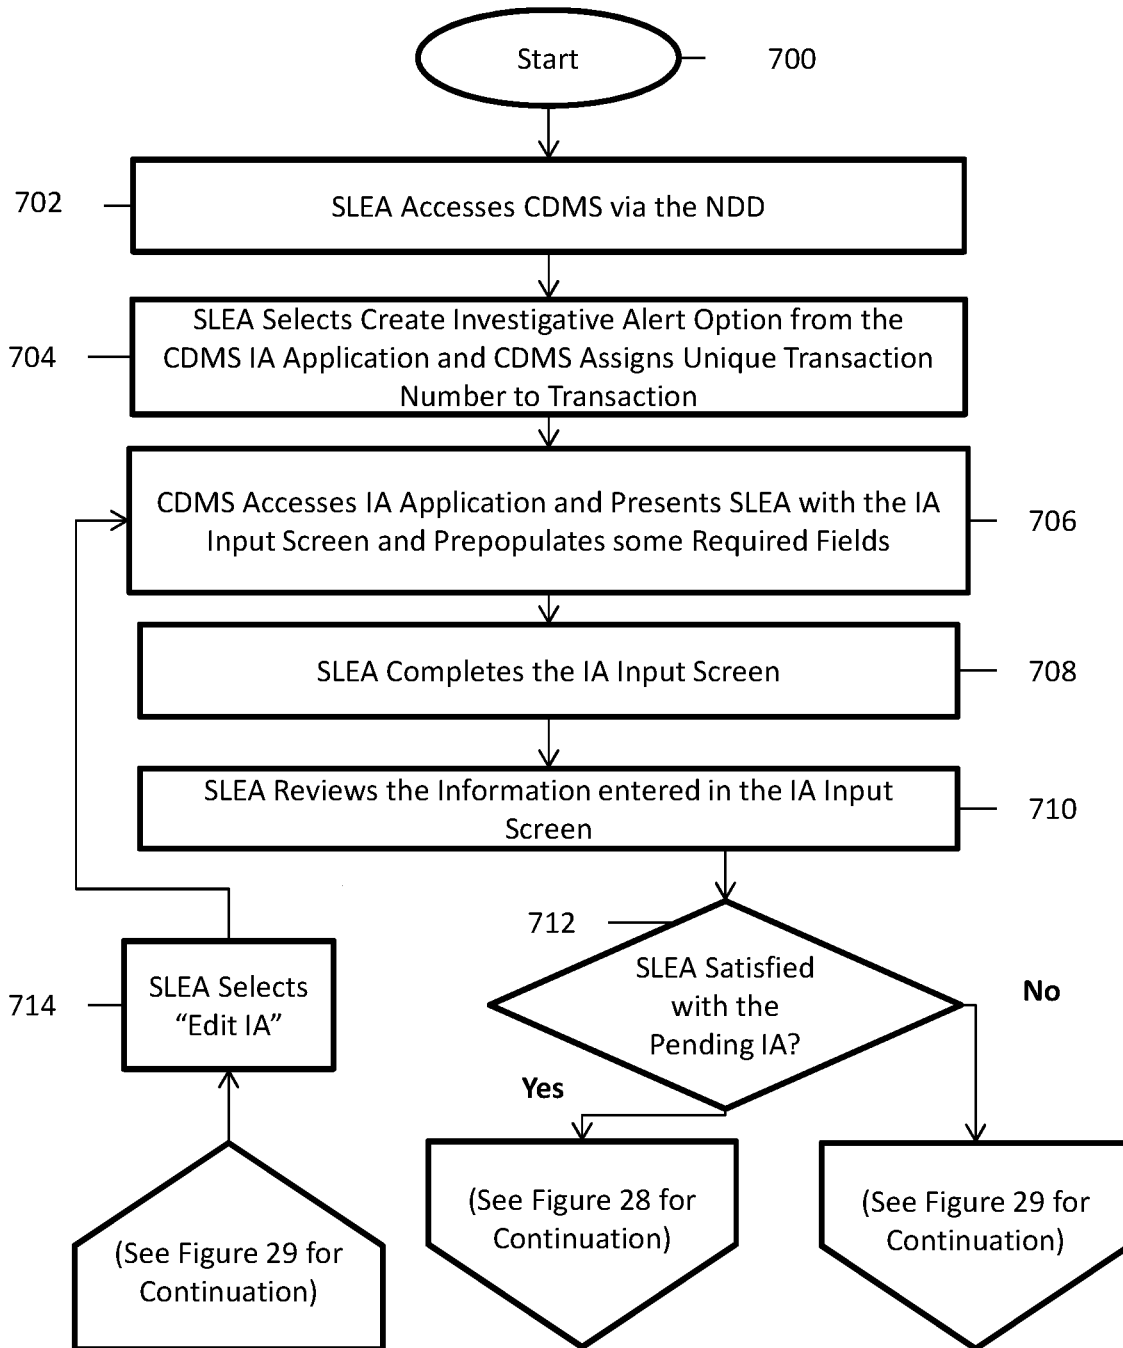 Start
700
702
SLEA Accesses CDMS via the NDD
SLEA Selects Create Investigative Alert Option from the
704
CDMS IA Application and CDMS Assigns Unique Transaction
Number to Transaction
CDMS Accesses IA Application and Presents SLEA with the IA
Input Screen and Prepopulates some Required Fields
706
SLEA Completes the IA Input Screen
708
SLEA Reviews the Information entered in the IA Input
Screen
710
712
SLEA Satisfied
with the
Pending IA?
No
Yes
714
SLEA Selects
“Edit IA”
(See Figure 29 for
Continuation)
(See Figure 28 for
Continuation)
(See Figure 29 for
Continuation)